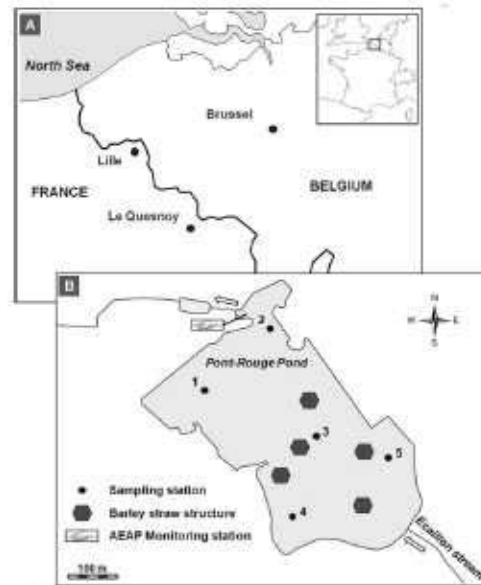 A
North Sea
Brussel
Lille
FRANCE
BELGIUM
Le Quesnoy
B
N
E
S
2
Pont-Rouge Pond
1
3
5
4
Sampling station
Barley straw structure
AEAP Monitoring station
Ecaillon stream
100 m